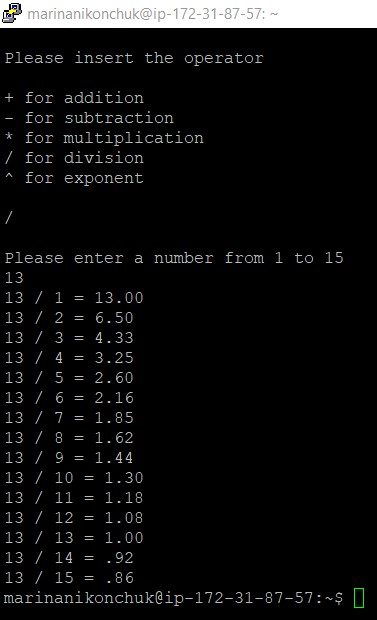 marinanikonchuk@ip-172-31-87-57: ~
Please insert the operator
+ for addition
- for subtraction
* for multiplication
/ for division
^ for exponent
/
Please enter a number from 1 to 15
13
13 / 1 = 13.00
13 / 2 = 6.50
13 / 3 = 4.33
13 / 4 = 3.25
13 / 5 = 2.60
13 / 6 = 2.16
13 / 7 = 1.85
13 / 8 = 1.62
13 / 9 = 1.44
13 / 10 = 1.30
13 / 11 = 1.18
13 / 12 = 1.08
13 / 13 = 1.00
13 / 14 = .92
13 / 15 = .86
marinanikonchuk@ip-172-31-87-57:~$